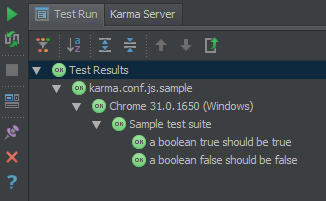 Test Run Karma Server
OK Test Results
OK karma.conf.js.sample
OK Chrome 31.0.1650 (Windows)
OK Sample test suite
OK a boolean true should be true
OK a boolean false should be false